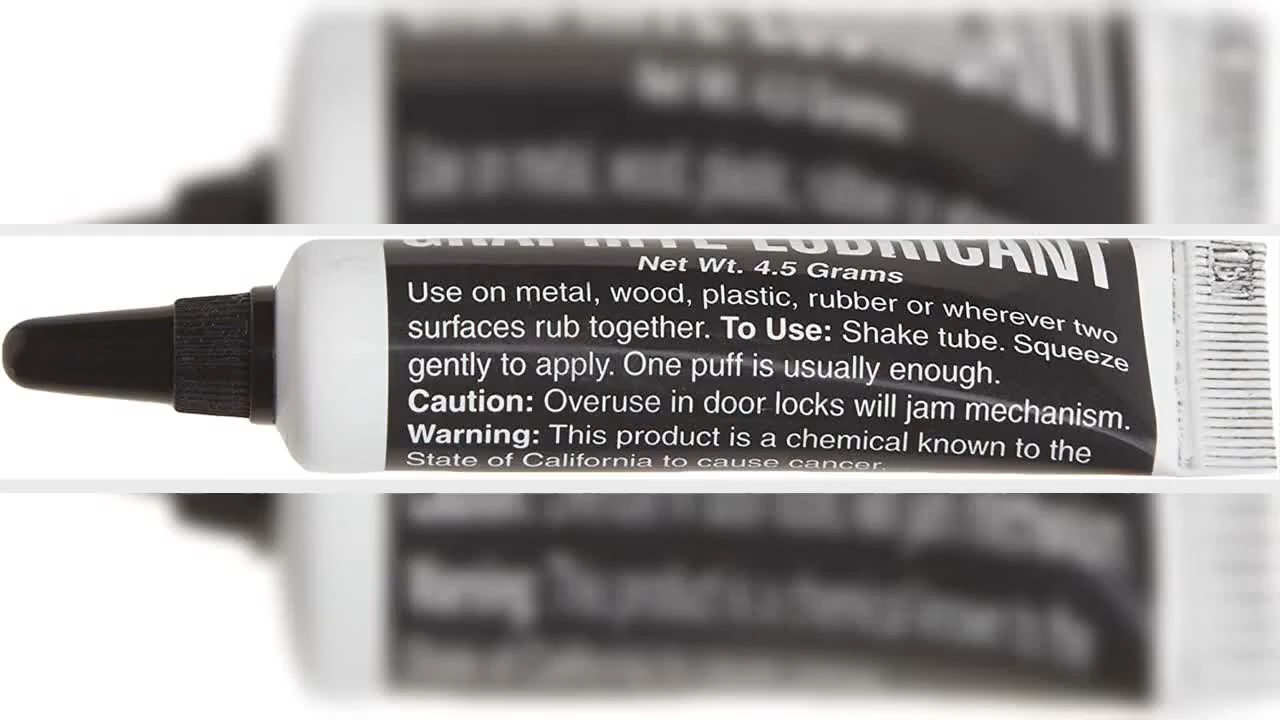 GRAPHITE LUBRICANT
Net Wt. 4.5 Grams
Use on metal, wood, plastic, rubber or wherever two
surfaces rub together. To Use: Shake tube. Squeeze
gently to apply. One puff is usually enough.
Caution: Overuse in door locks will jam mechanism.
Warning: This product is a chemical known to the
State of California to cause cancer.